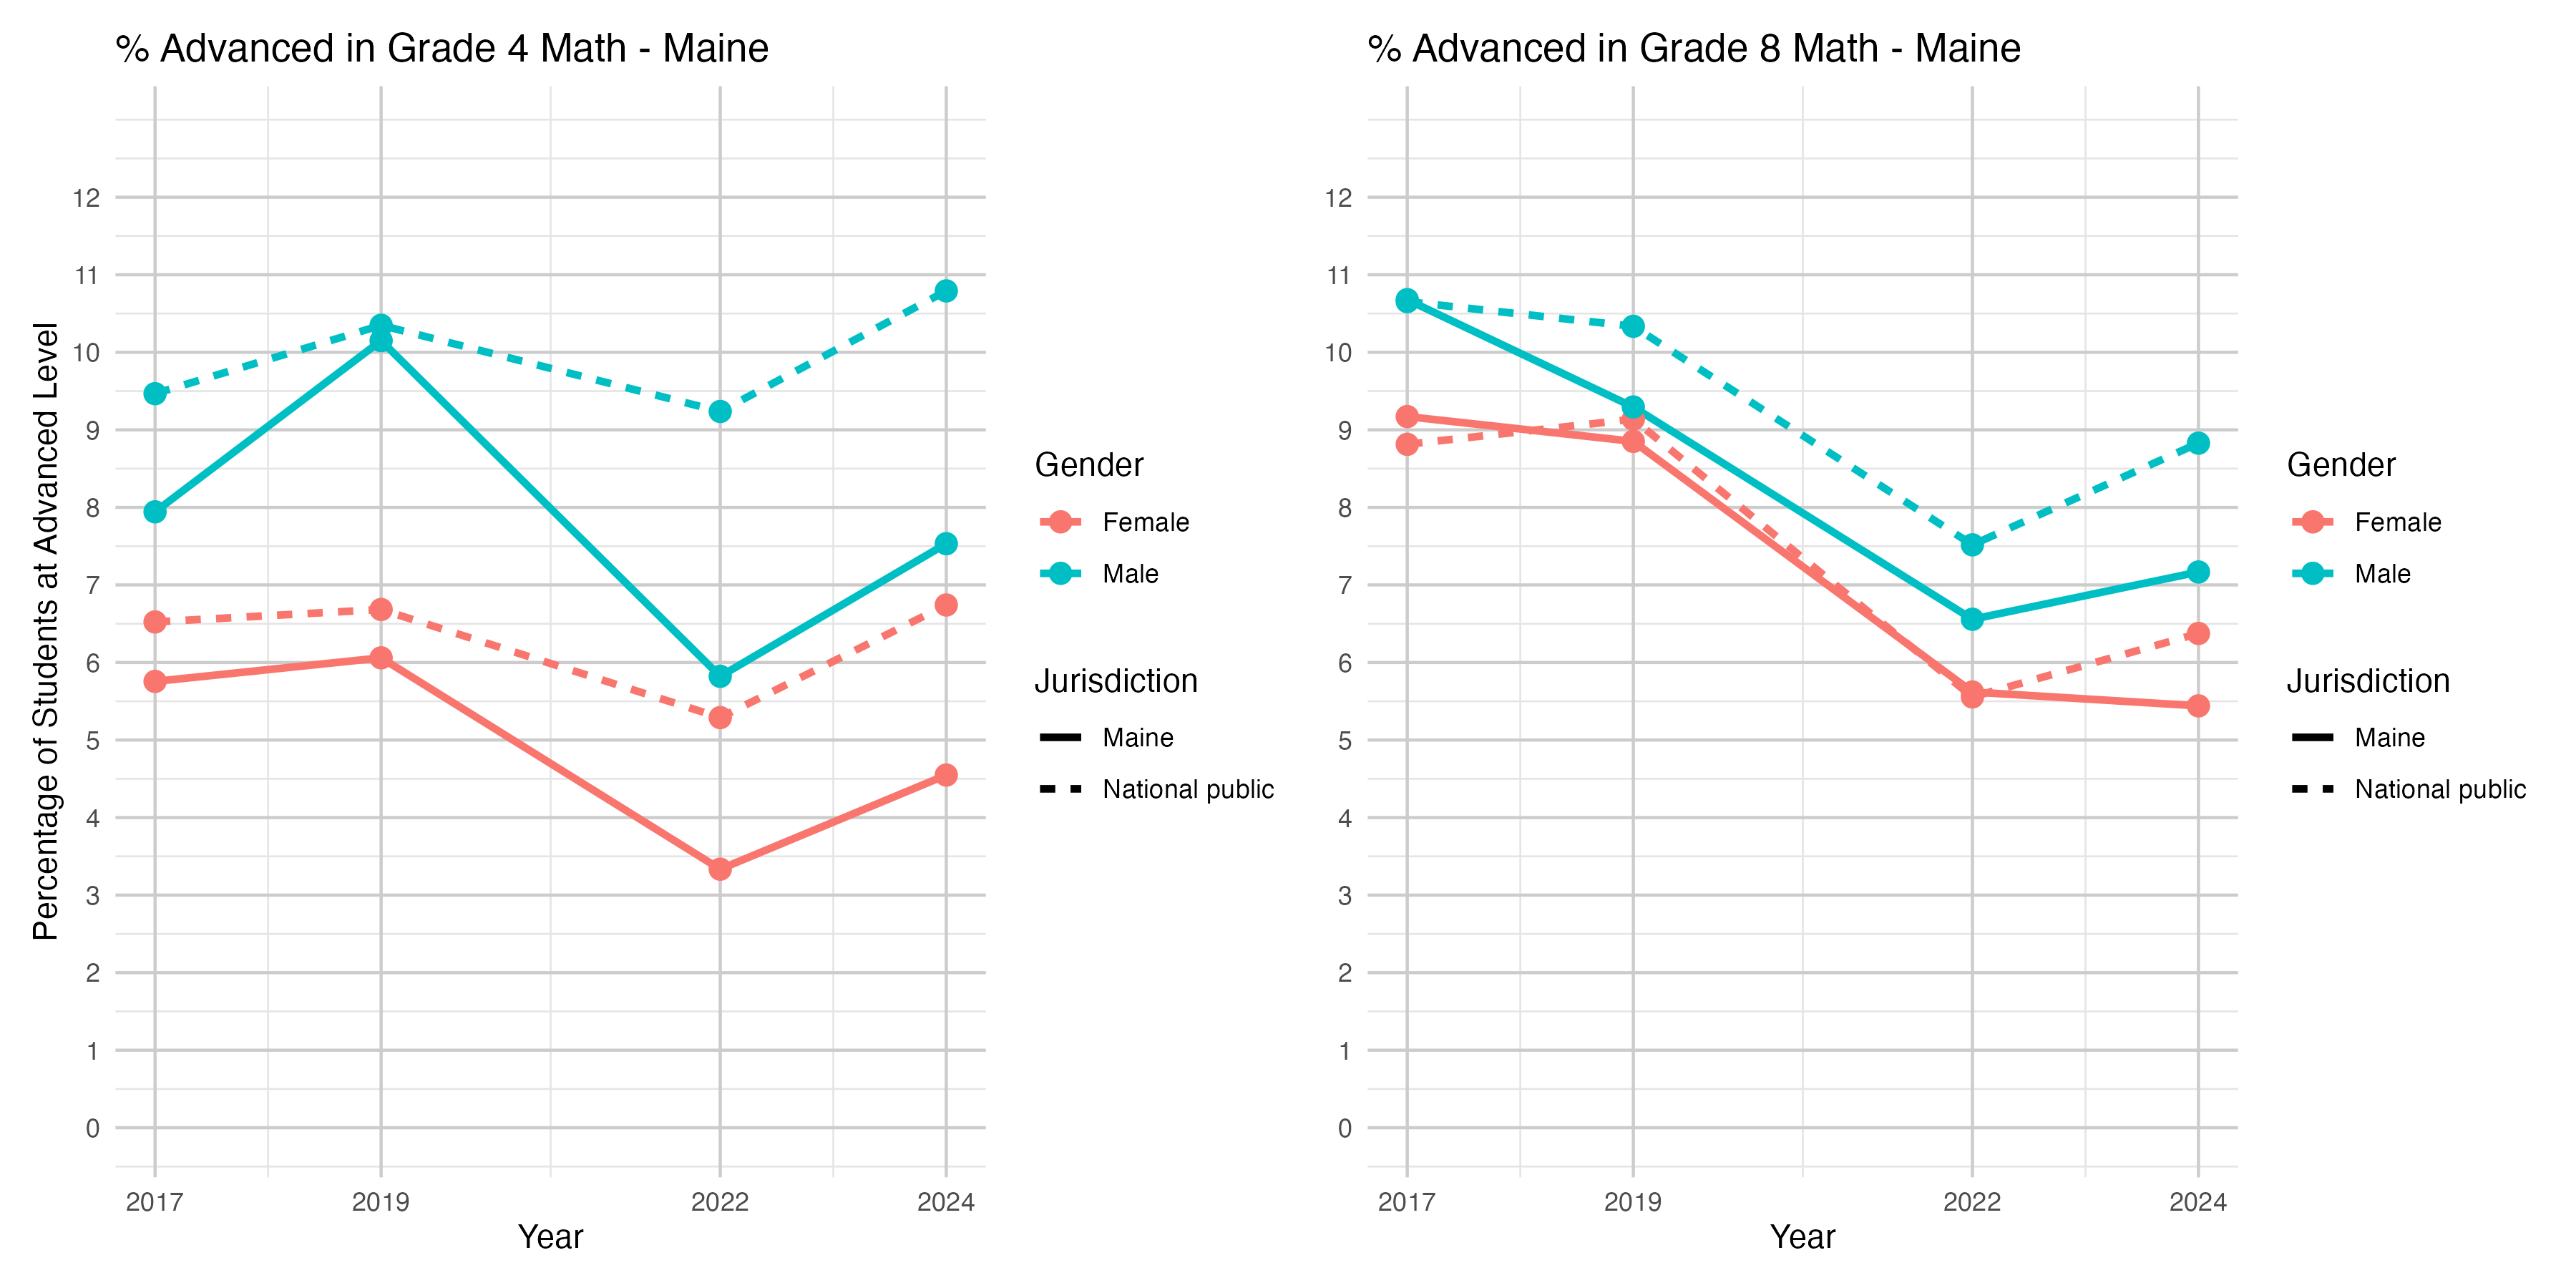 % Advanced in Grade 4 Math - Maine
Percentage of Students at Advanced Level
12
11
10
9
8
7
6
5
4
3
2
1
0
2017 2019 2022 2024
Year
Gender
Female
Male
Jurisdiction
Maine
National public
% Advanced in Grade 8 Math - Maine
12
11
10
9
8
7
6
5
4
3
2
1
0
2017 2019 2022 2024
Year
Gender
Female
Male
Jurisdiction
Maine
National public